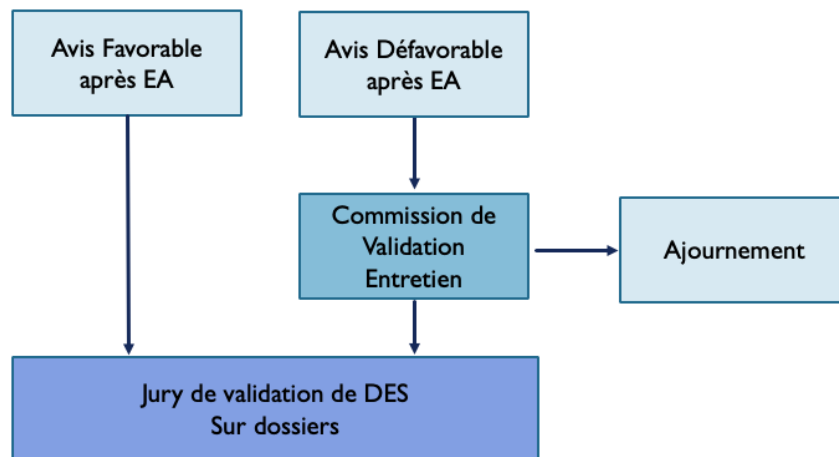 Avis Favorable
après EA
Avis Défavorable
après EA
Commission de
Validation
Entretien
Ajournement
Jury de validation de DES
Sur dossiers